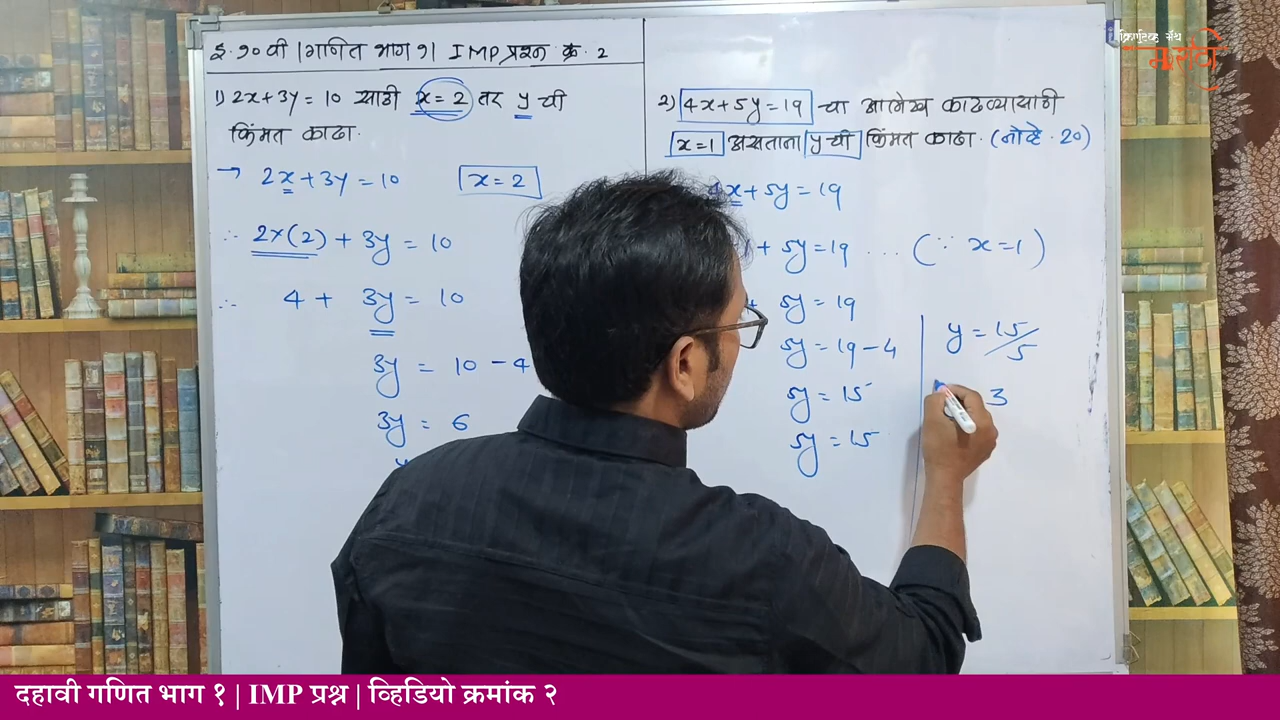 इ. १० वी | गणित भाग १ | IMP प्रश्न क्र. 2
1) 2x+3y=10 साठी x=2 तर y ची
किंमत काढा.
→ 2x+3y=10 x=2
∴ 2×(2) + 3y = 10
∴ 4 + 3y = 10
3y = 10 - 4
3y = 6
2) 4x+5y=19 चा आलेख काढण्यासाठी
x=1 असताना y ची किंमत काढा. (नोव्हें. 20)
4x+5y=19
+ 5y=19 ... (∵ x=1)
5y = 19
5y = 19-4
5y = 15
5y = 15
y = 15/5
3
क्रिएटिव्ह मॅथ
मराठी
दहावी गणित भाग १ | IMP प्रश्न | व्हिडियो क्रमांक २